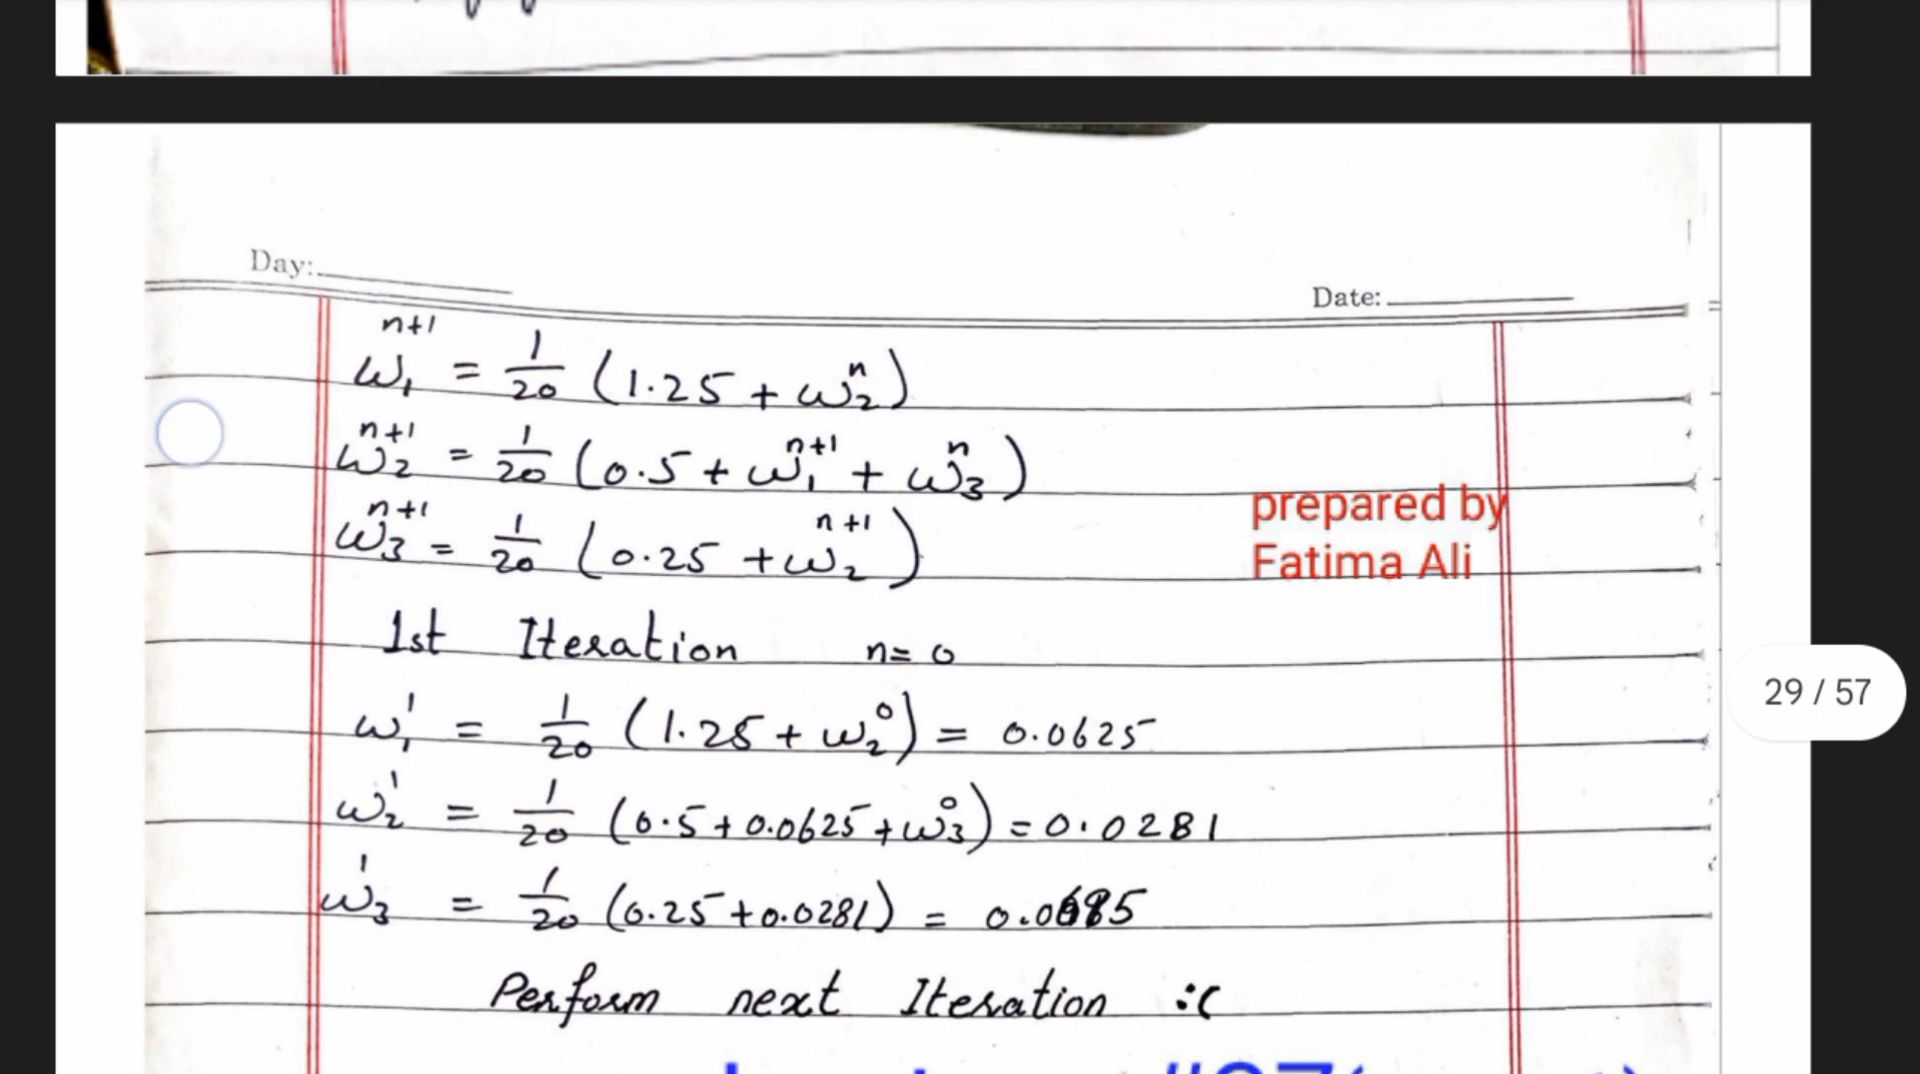 Day:
Date:
ω₁ⁿ⁺¹ = 1/20 (1.25 + ω₂ⁿ)
ω₂ⁿ⁺¹ = 1/20 (0.5 + ω₁ⁿ⁺¹ + ω₃ⁿ)
ω₃ⁿ⁺¹ = 1/20 (0.25 + ω₂ⁿ⁺¹)
prepared by
Fatima Ali
1st Iteration n=0
ω₁¹ = 1/20 (1.25 + ω₂⁰) = 0.0625
29 / 57
ω₂¹ = 1/20 (0.5 + 0.0625 + ω₃⁰) = 0.0281
ω₃¹ = 1/20 (0.25 + 0.0281) =
Perform next Iteration :(